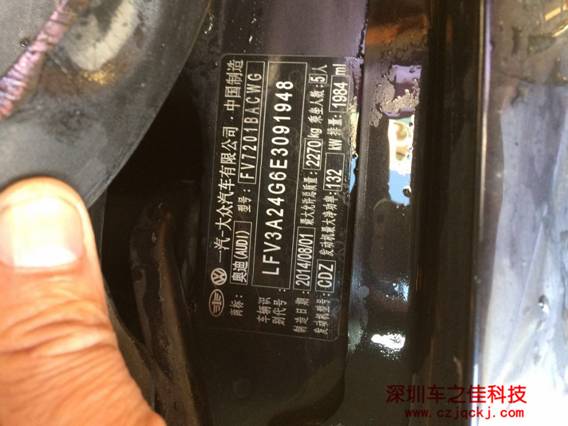 一汽-大众汽车有限公司·中国制造
商标: 奥迪(AUDI) 型号: FV7201BACWG
车辆识别代号: LFV3A24G6E3091948
制造日期: 2014/08/01 最大允许总质量: 2270 kg 乘坐人数: 5人
发动机型号: CDZ 发动机最大净功率: 132 kW 排量: 1984 ml
深圳车之佳科技
www.czjqckj.com